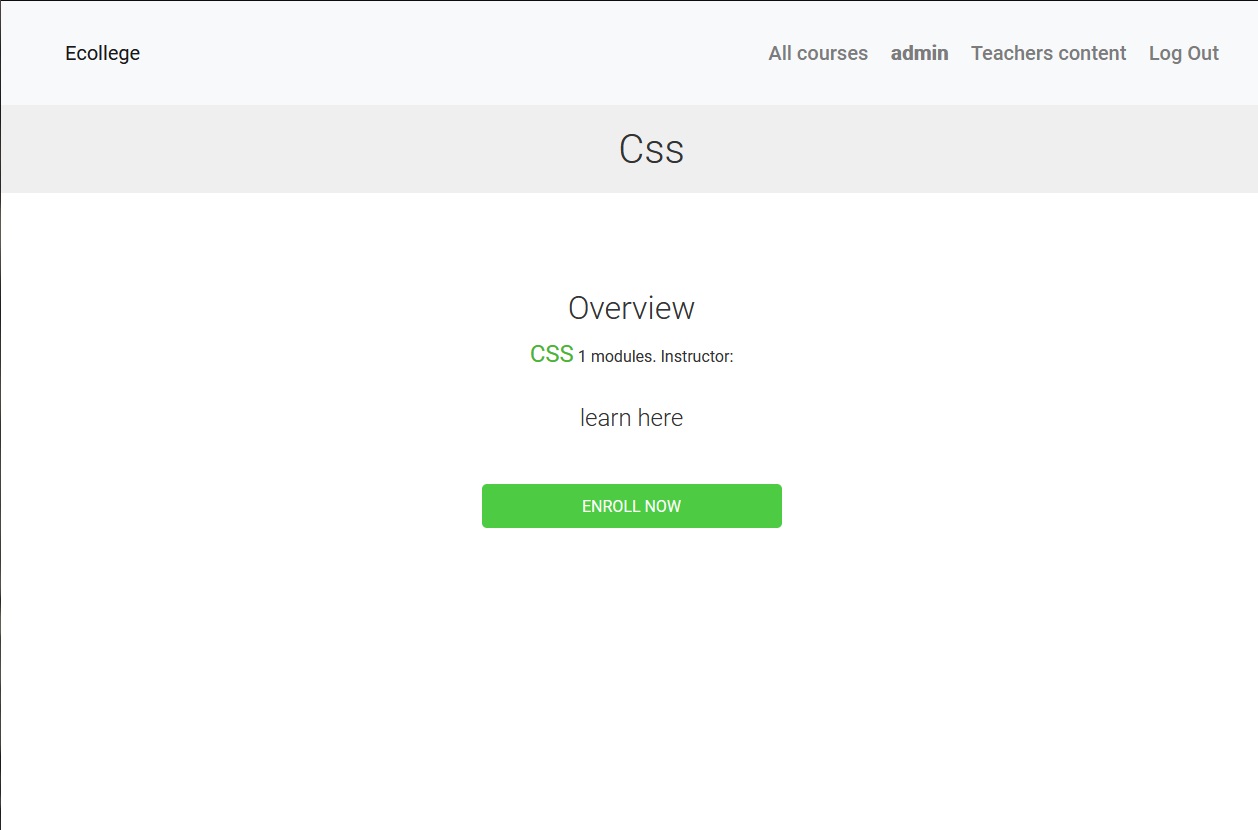 Ecollege All courses admin Teachers content Log Out
Css
Overview
CSS 1 modules. Instructor:
learn here
ENROLL NOW